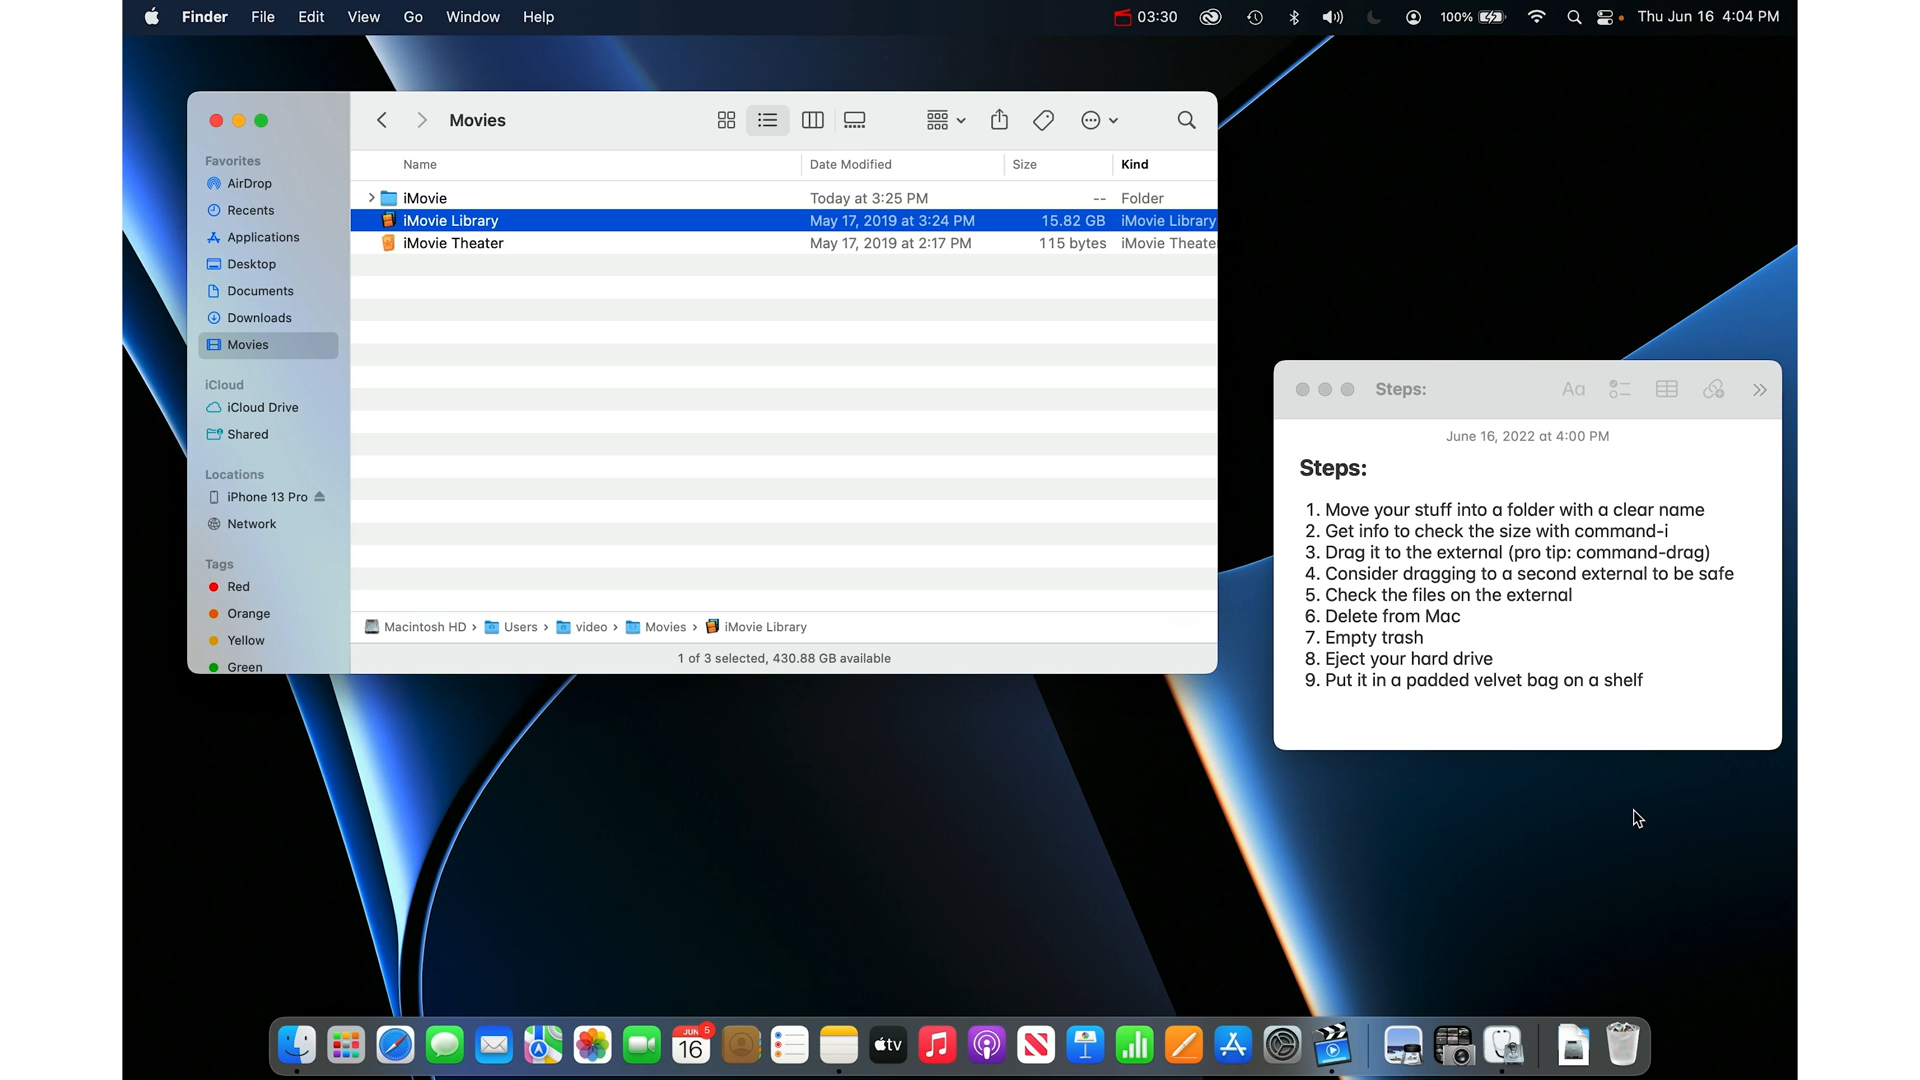 Finder File Edit View Go Window Help 03:30 100% Thu Jun 16 4:04 PM
Movies
Favorites
AirDrop
Recents
Applications
Desktop
Documents
Downloads
Movies
iCloud
iCloud Drive
Shared
Locations
iPhone 13 Pro
Network
Tags
Red
Orange
Yellow
Green
Name Date Modified Size Kind
iMovie Today at 3:25 PM -- Folder
iMovie Library May 17, 2019 at 3:24 PM 15.82 GB iMovie Library
iMovie Theater May 17, 2019 at 2:17 PM 115 bytes iMovie Theate
Macintosh HD › Users › video › Movies › iMovie Library
1 of 3 selected, 430.88 GB available
Steps: Aa
June 16, 2022 at 4:00 PM
Steps:
1. Move your stuff into a folder with a clear name
2. Get info to check the size with command-i
3. Drag it to the external (pro tip: command-drag)
4. Consider dragging to a second external to be safe
5. Check the files on the external
6. Delete from Mac
7. Empty trash
8. Eject your hard drive
9. Put it in a padded velvet bag on a shelf
JUN 5
16
tv